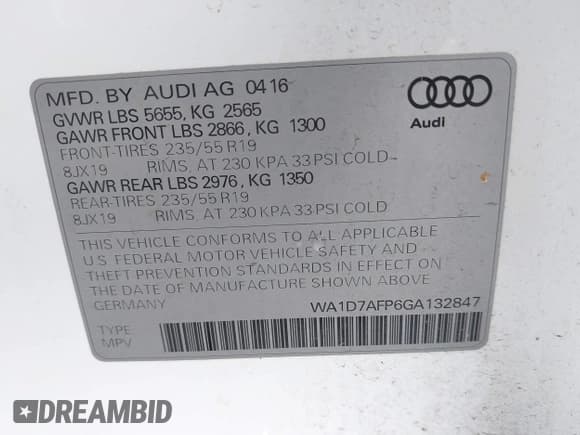 MFD. BY AUDI AG 0416
GVWR LBS 5655, KG 2565
GAWR FRONT LBS 2866, KG 1300
FRONT-TIRES 235/55 R19
8JX19 RIMS, AT 230 KPA 33 PSI COLD
GAWR REAR LBS 2976, KG 1350
REAR-TIRES 235/55 R19
8JX19 RIMS, AT 230 KPA 33 PSI COLD
Audi
THIS VEHICLE CONFORMS TO ALL APPLICABLE
U.S. FEDERAL MOTOR VEHICLE SAFETY AND
THEFT PREVENTION STANDARDS IN EFFECT ON
THE DATE OF MANUFACTURE SHOWN ABOVE
GERMANY WA1D7AFP6GA132847
TYPE
MPV
DREAMBID